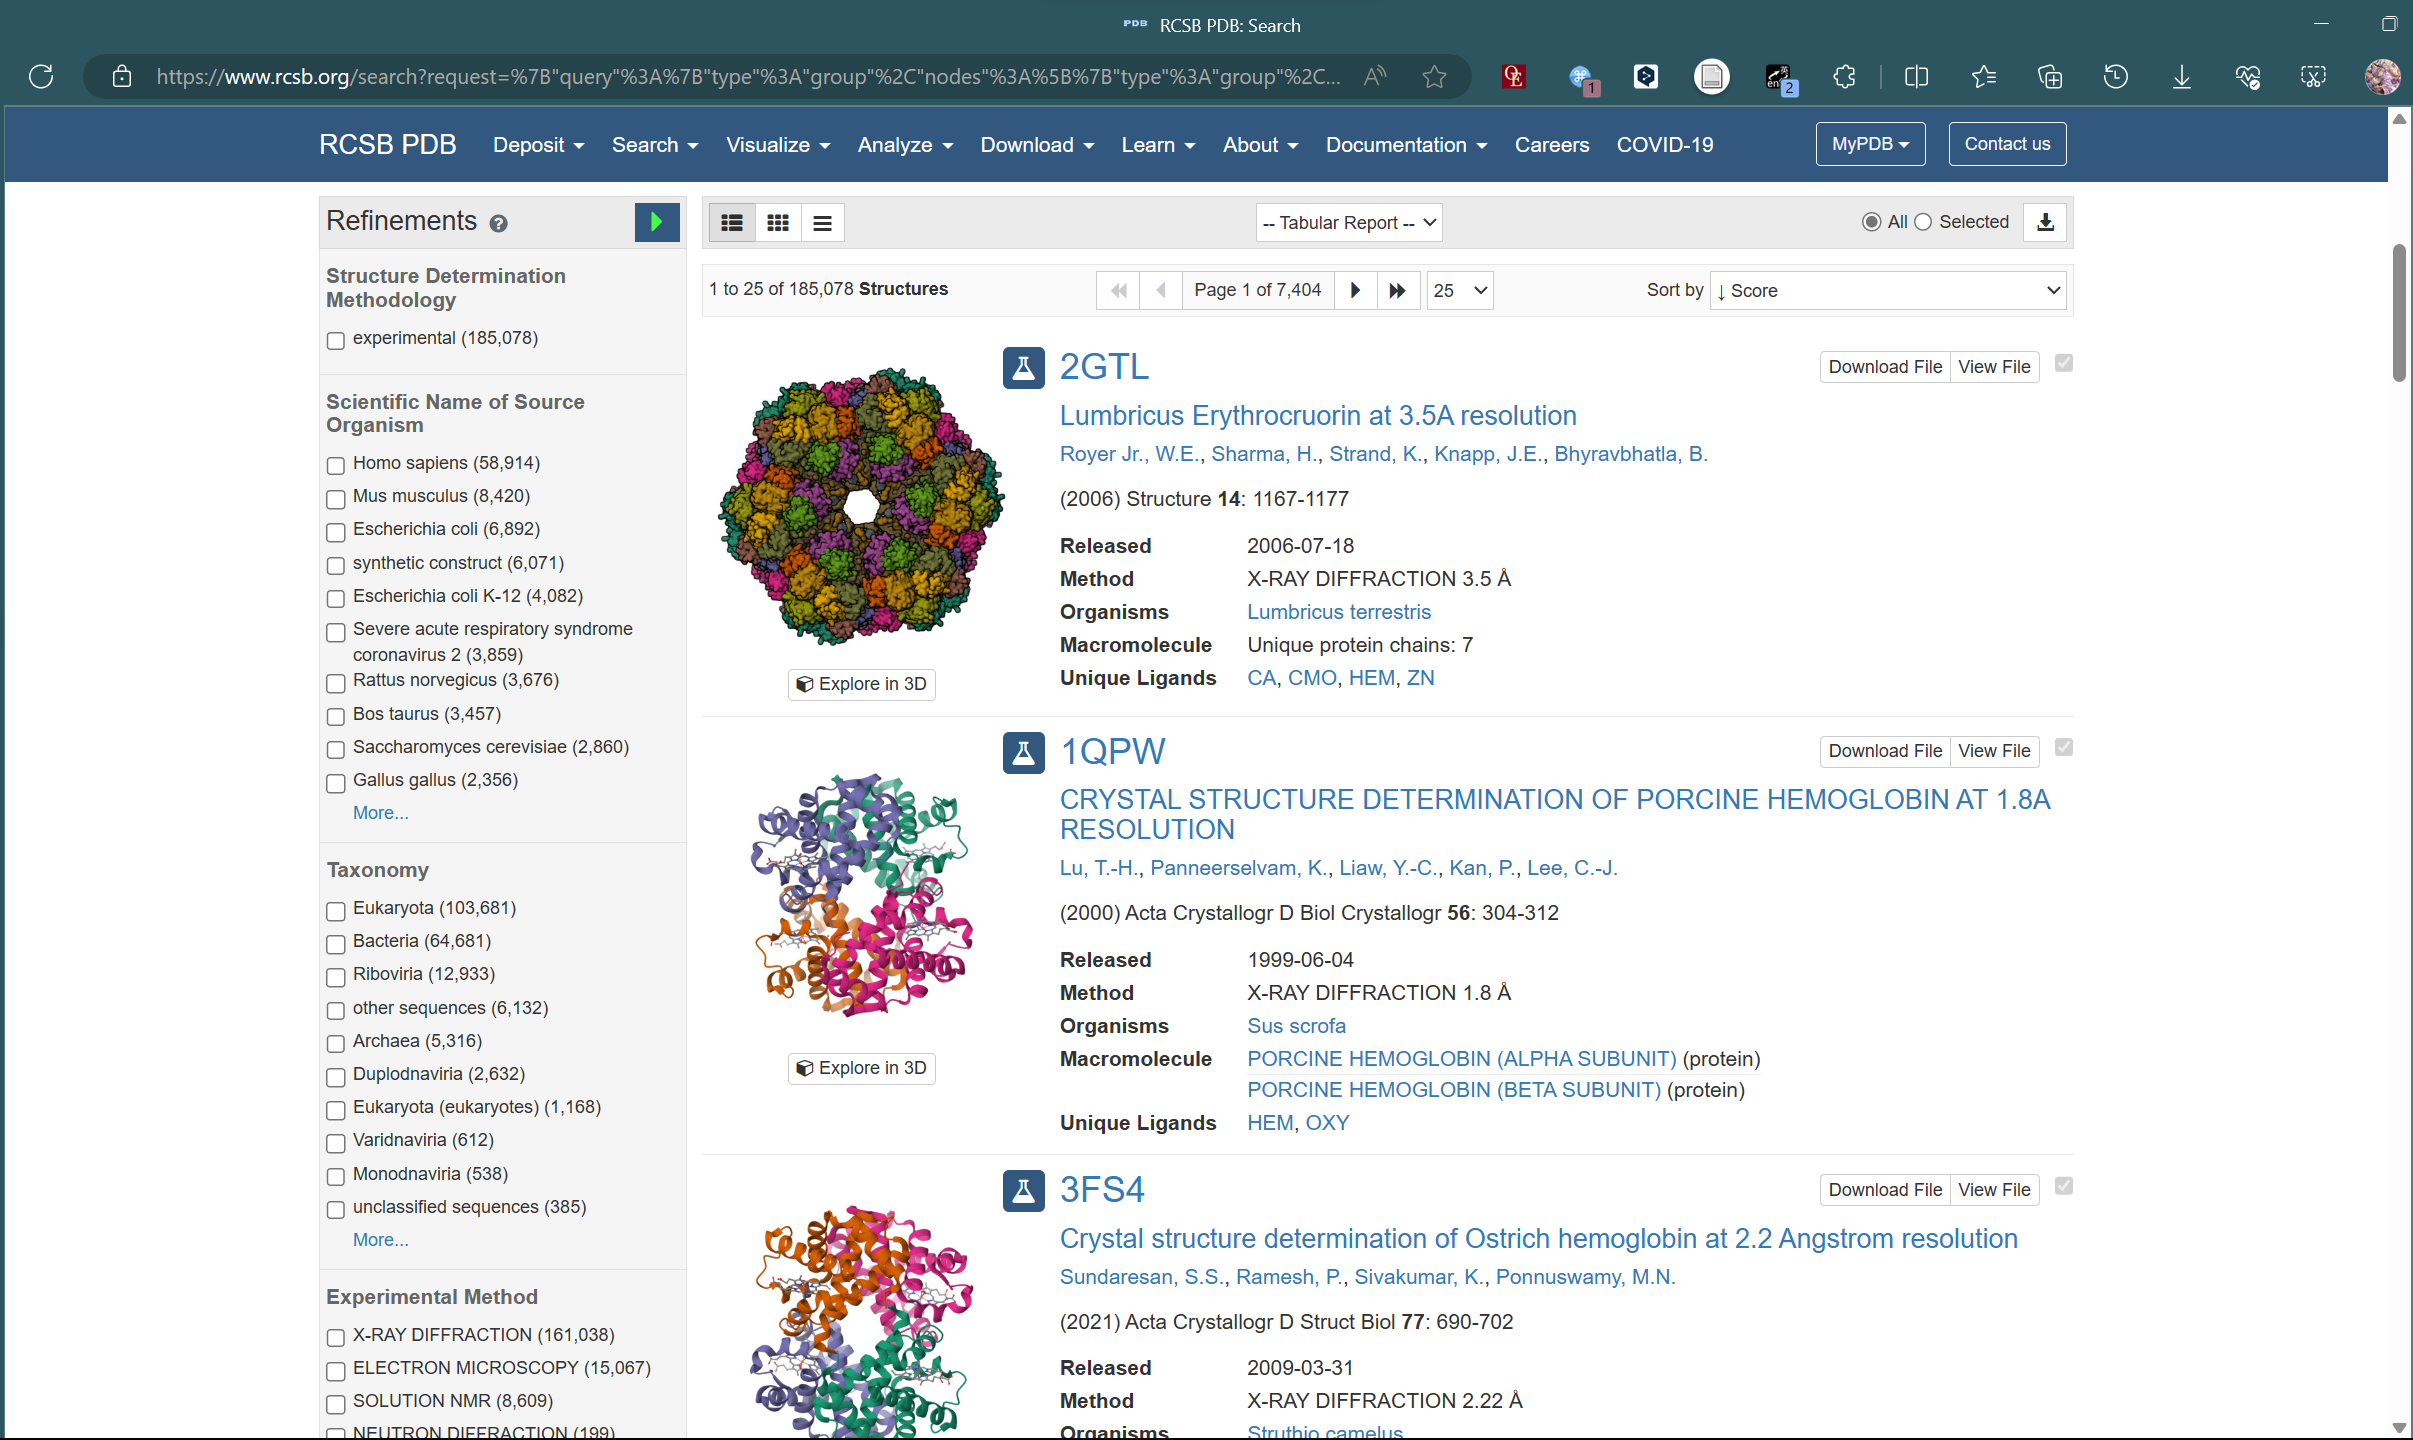 PDB RCSB PDB: Search
https://www.rcsb.org/search?request=%7B"query"%3A%7B"type"%3A"group"%2C"nodes"%3A%5B%7B"type"%3A"group"%2C...
1
2
RCSB PDB Deposit Search Visualize Analyze Download Learn About Documentation Careers COVID-19 MyPDB Contact us
Refinements
Structure Determination
Methodology
experimental (185,078)
Scientific Name of Source
Organism
Homo sapiens (58,914)
Mus musculus (8,420)
Escherichia coli (6,892)
synthetic construct (6,071)
Escherichia coli K-12 (4,082)
Severe acute respiratory syndrome
coronavirus 2 (3,859)
Rattus norvegicus (3,676)
Bos taurus (3,457)
Saccharomyces cerevisiae (2,860)
Gallus gallus (2,356)
More...
Taxonomy
Eukaryota (103,681)
Bacteria (64,681)
Riboviria (12,933)
other sequences (6,132)
Archaea (5,316)
Duplodnaviria (2,632)
Eukaryota (eukaryotes) (1,168)
Varidnaviria (612)
Monodnaviria (538)
unclassified sequences (385)
More...
Experimental Method
X-RAY DIFFRACTION (161,038)
ELECTRON MICROSCOPY (15,067)
SOLUTION NMR (8,609)
NEUTRON DIFFRACTION (199)
-- Tabular Report --
All Selected
1 to 25 of 185,078 Structures
Page 1 of 7,404
25
Sort by ↓ Score
2GTL
Download File View File
Lumbricus Erythrocruorin at 3.5A resolution
Royer Jr., W.E., Sharma, H., Strand, K., Knapp, J.E., Bhyravbhatla, B.
(2006) Structure 14: 1167-1177
Released 2006-07-18
Method X-RAY DIFFRACTION 3.5 Å
Organisms Lumbricus terrestris
Macromolecule Unique protein chains: 7
Unique Ligands CA, CMO, HEM, ZN
Explore in 3D
1QPW
Download File View File
CRYSTAL STRUCTURE DETERMINATION OF PORCINE HEMOGLOBIN AT 1.8A
RESOLUTION
Lu, T.-H., Panneerselvam, K., Liaw, Y.-C., Kan, P., Lee, C.-J.
(2000) Acta Crystallogr D Biol Crystallogr 56: 304-312
Released 1999-06-04
Method X-RAY DIFFRACTION 1.8 Å
Organisms Sus scrofa
Macromolecule PORCINE HEMOGLOBIN (ALPHA SUBUNIT) (protein)
PORCINE HEMOGLOBIN (BETA SUBUNIT) (protein)
Unique Ligands HEM, OXY
Explore in 3D
3FS4
Download File View File
Crystal structure determination of Ostrich hemoglobin at 2.2 Angstrom resolution
Sundaresan, S.S., Ramesh, P., Sivakumar, K., Ponnuswamy, M.N.
(2021) Acta Crystallogr D Struct Biol 77: 690-702
Released 2009-03-31
Method X-RAY DIFFRACTION 2.22 Å
Organisms Struthio camelus